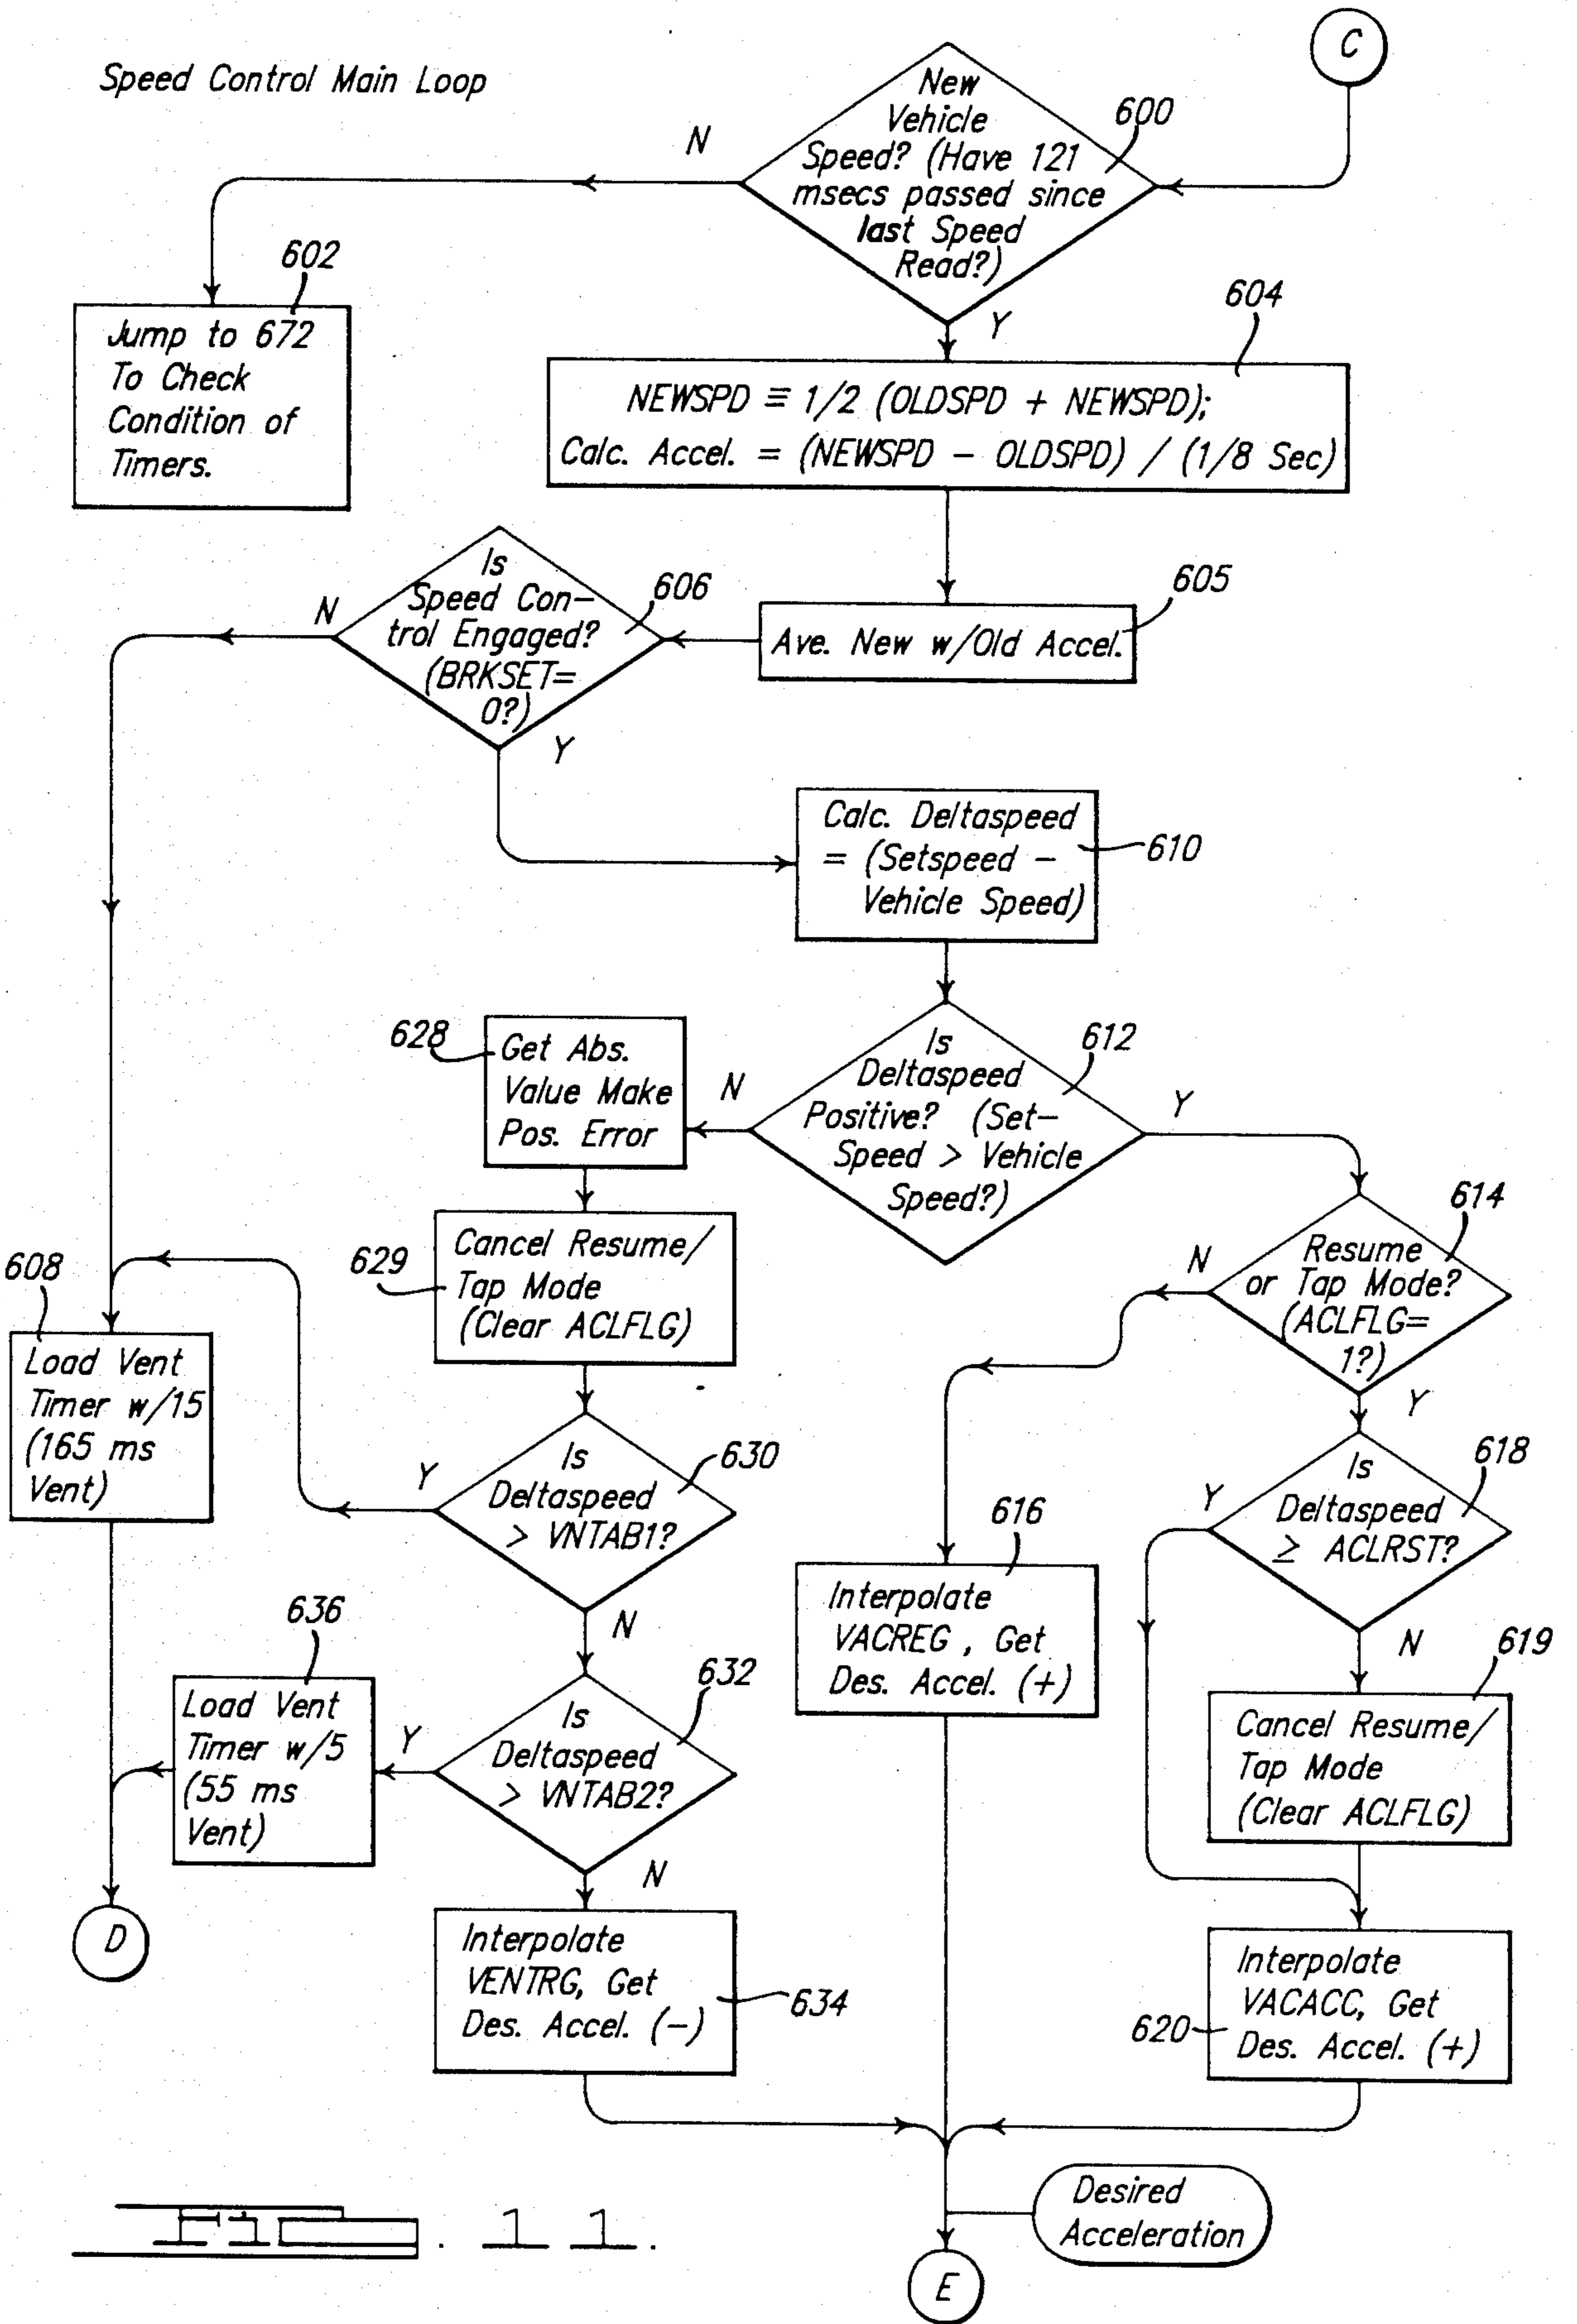 Speed Control Main Loop
C
New
Vehicle
Speed? (Have 121
msecs passed since
last Speed
Read?)
600
N
Y
602
Jump to 672
To Check
Condition of
Timers.
604
NEWSPD ≡ 1/2 (OLDSPD + NEWSPD);
Calc. Accel. = (NEWSPD - OLDSPD) / (1/8 Sec)
605
Ave. New w/Old Accel.
Is
Speed Con-
trol Engaged?
(BRKSET=
0?)
606
N
Y
Calc. Deltaspeed
= (Setspeed -
Vehicle Speed)
610
Is
Deltaspeed
Positive? (Set-
Speed > Vehicle
Speed?)
612
N
Y
628
Get Abs.
Value Make
Pos. Error
629
Cancel Resume/
Tap Mode
(Clear ACLFLG)
614
Resume
or Tap Mode?
(ACLFLG=
1?)
N
Y
608
Load Vent
Timer w/15
(165 ms
Vent)
Is
Deltaspeed
> VNTAB1?
630
Y
N
618
Is
Deltaspeed
≥ ACLRST?
Y
N
616
Interpolate
VACREG , Get
Des. Accel. (+)
619
Cancel Resume/
Tap Mode
(Clear ACLFLG)
636
Load Vent
Timer w/5
(55 ms
Vent)
632
Is
Deltaspeed
> VNTAB2?
Y
N
D
Interpolate
VENTRG, Get
Des. Accel. (-)
634
620
Interpolate
VACACC, Get
Des. Accel. (+)
Desired
Acceleration
E
Fig. 11.